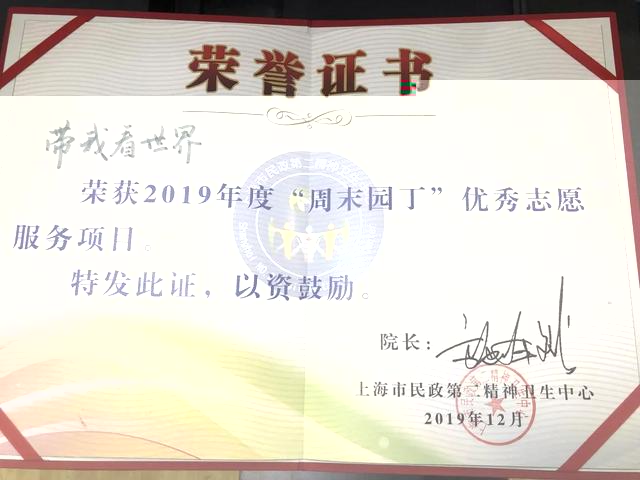 荣誉证书
带我看世界
荣获2019年度“周末园丁”优秀志愿
服务项目。
特发此证，以资鼓励。
院长：
上海市民政第二精神卫生中心
2019年12月